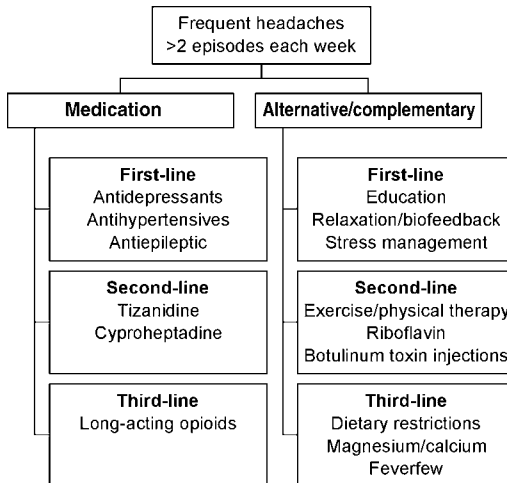 Frequent headaches
>2 episodes each week
Medication
First-line
Antidepressants
Antihypertensives
Antiepileptic
Second-line
Tizanidine
Cyproheptadine
Third-line
Long-acting opioids
Alternative/complementary
First-line
Education
Relaxation/biofeedback
Stress management
Second-line
Exercise/physical therapy
Riboflavin
Botulinum toxin injections
Third-line
Dietary restrictions
Magnesium/calcium
Feverfew